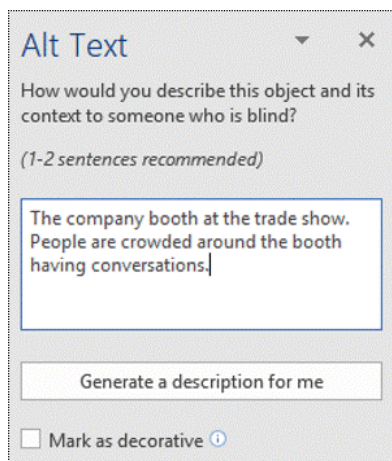 Alt Text
How would you describe this object and its
context to someone who is blind?
(1-2 sentences recommended)
The company booth at the trade show.
People are crowded around the booth
having conversations.
Generate a description for me
Mark as decorative